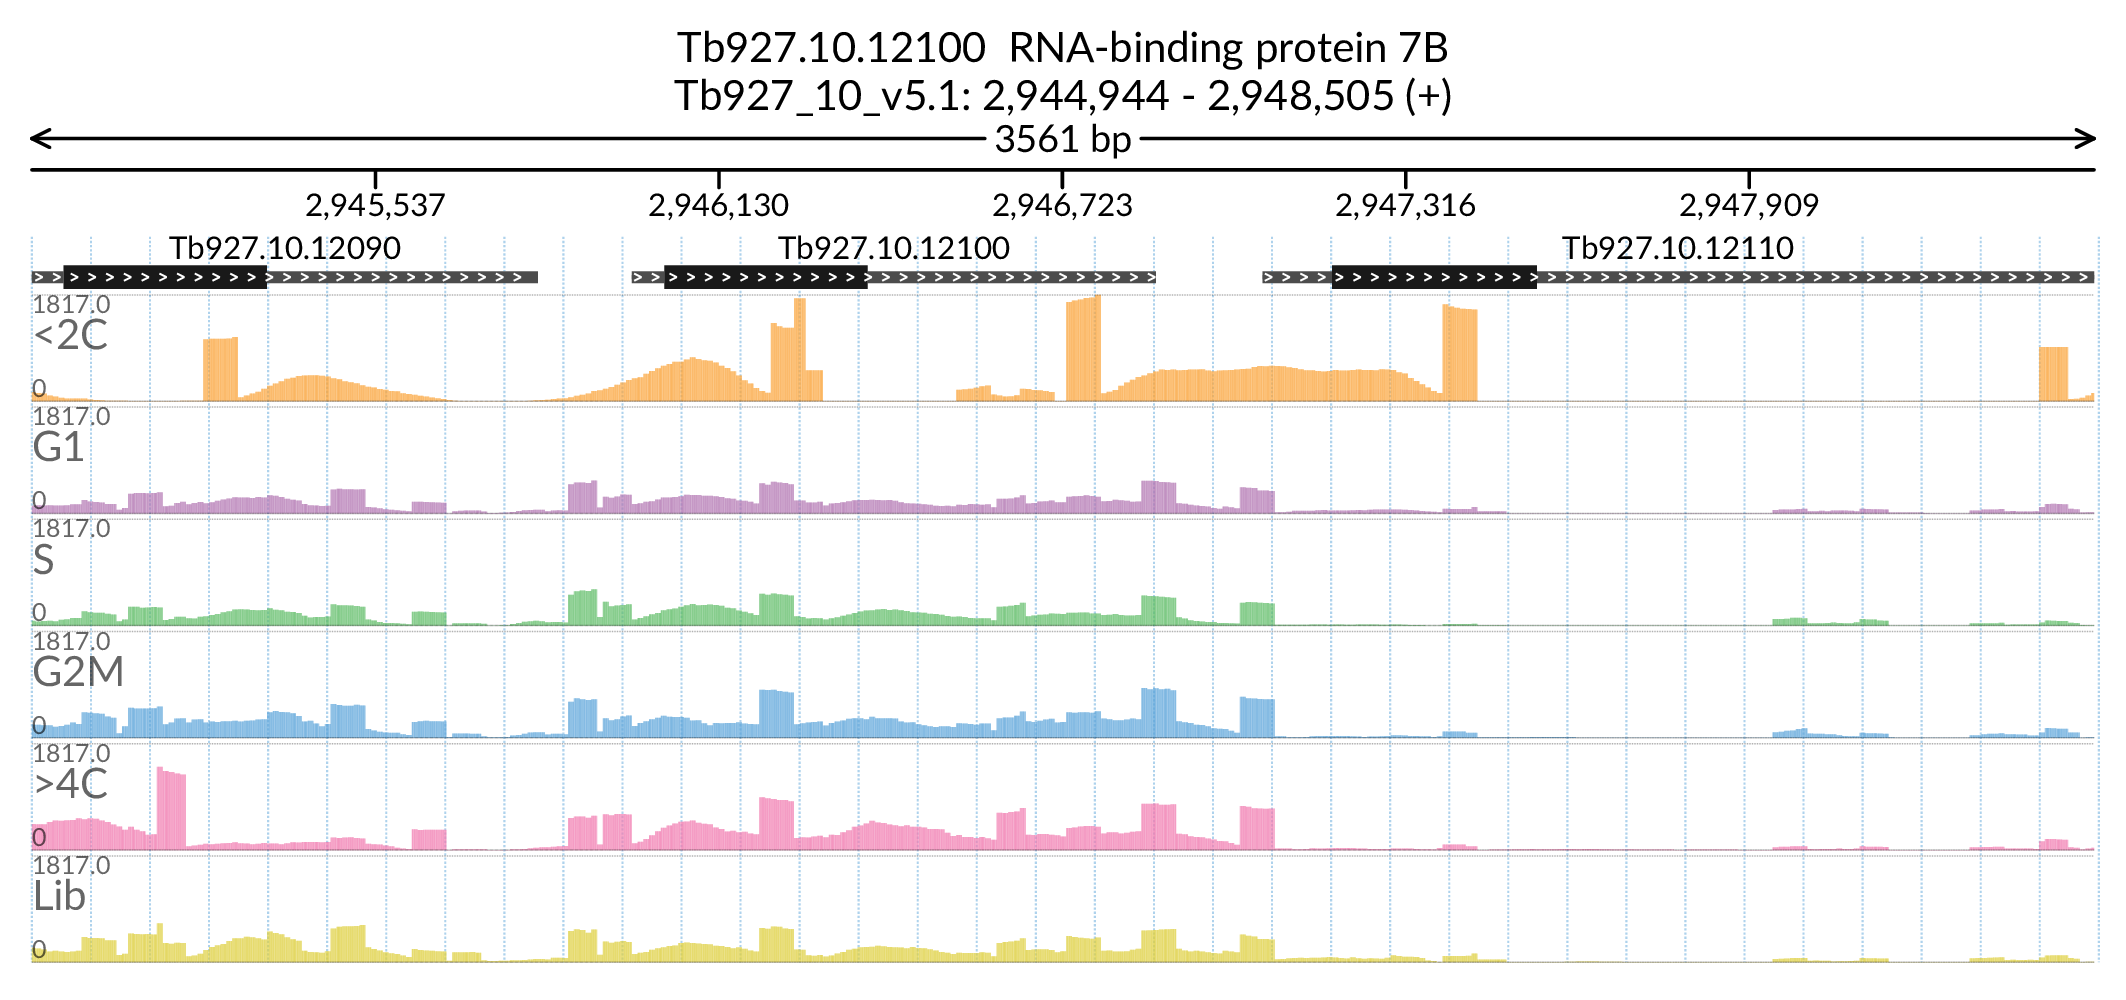 Tb927.10.12100 RNA-binding protein 7B
Tb927_10_v5.1: 2,944,944 - 2,948,505 (+)
3561 bp
2,945,537 2,946,130 2,946,723 2,947,316 2,947,909
Tb927.10.12090 Tb927.10.12100 Tb927.10.12110
1817.0
<2C
0
1817.0
G1
0
1817.0
S
0
1817.0
G2M
0
1817.0
>4C
0
1817.0
Lib
0